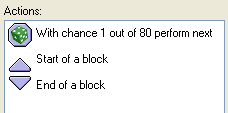 Actions:
With chance 1 out of 80 perform next
Start of a block
End of a block